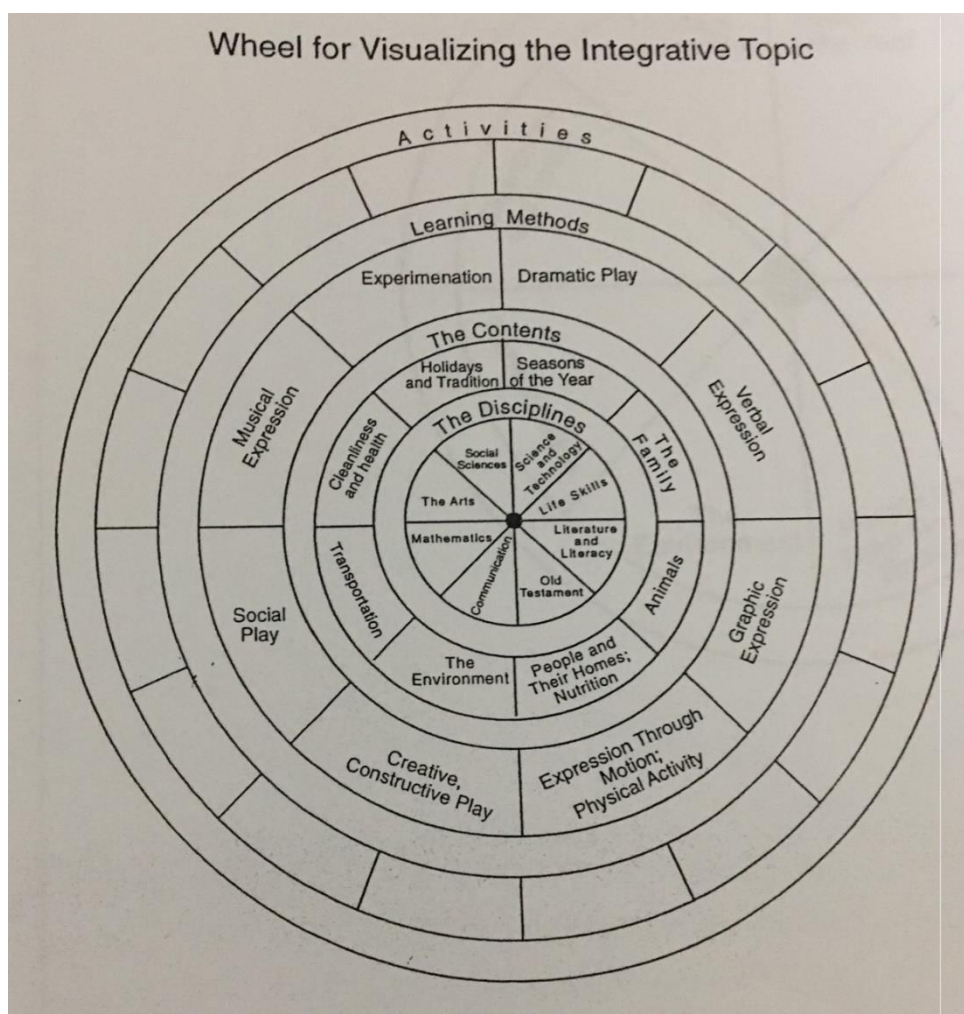 Wheel for Visualizing the Integrative Topic
Activities
Learning Methods
Experimenation
Dramatic Play
Verbal
Expression
Graphic
Expression
Expression Through
Motion;
Physical Activity
Creative,
Constructive Play
Social
Play
Musical
Expression
The Contents
Holidays
and Tradition
Seasons
of the Year
The
Family
Animals
People and
Their Homes;
Nutrition
The
Environment
Transportation
Cleanliness
and health
The Disciplines
Social
Sciences
Science
and
Technology
Life Skills
Literature
and
Literacy
Old
Testament
Communication
Mathematics
The Arts